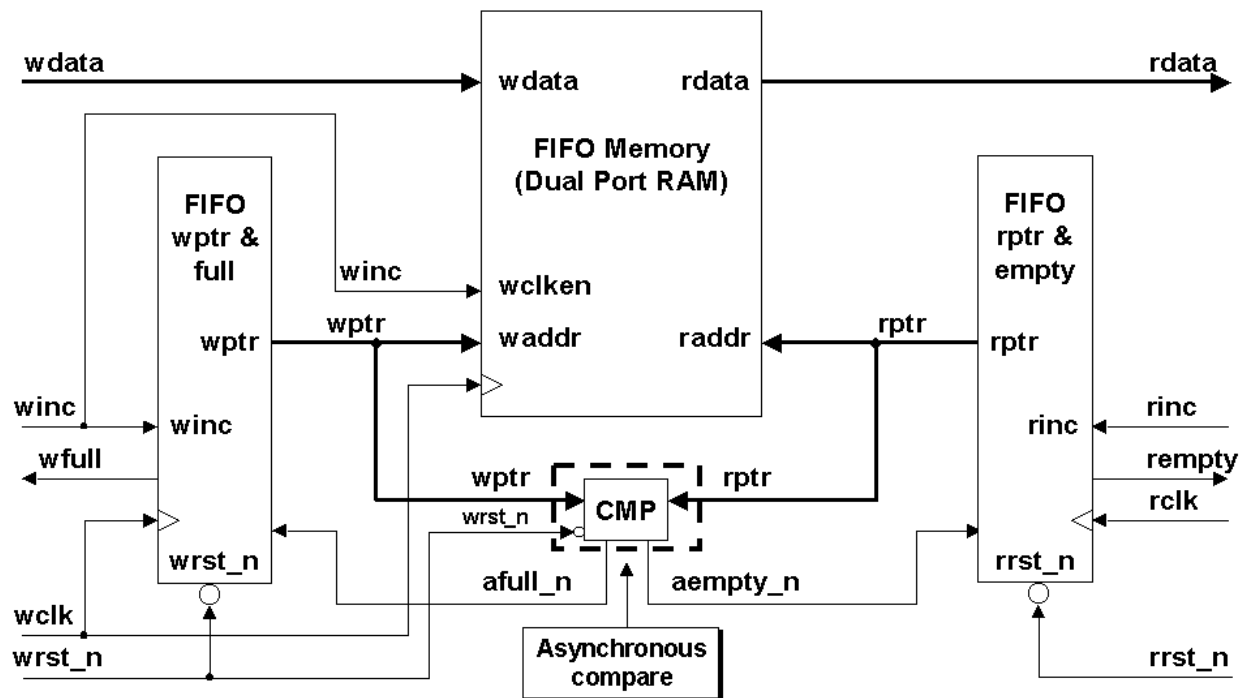 wdata
wdata
rdata
rdata
FIFO Memory
(Dual Port RAM)
FIFO
wptr &
full
FIFO
rptr &
empty
winc
wclken
wptr
wptr
waddr
raddr
rptr
rptr
winc
winc
rinc
rinc
wfull
rempty
wptr
rptr
CMP
wrst_n
rclk
wrst_n
rrst_n
afull_n
aempty_n
wclk
Asynchronous
compare
wrst_n
rrst_n